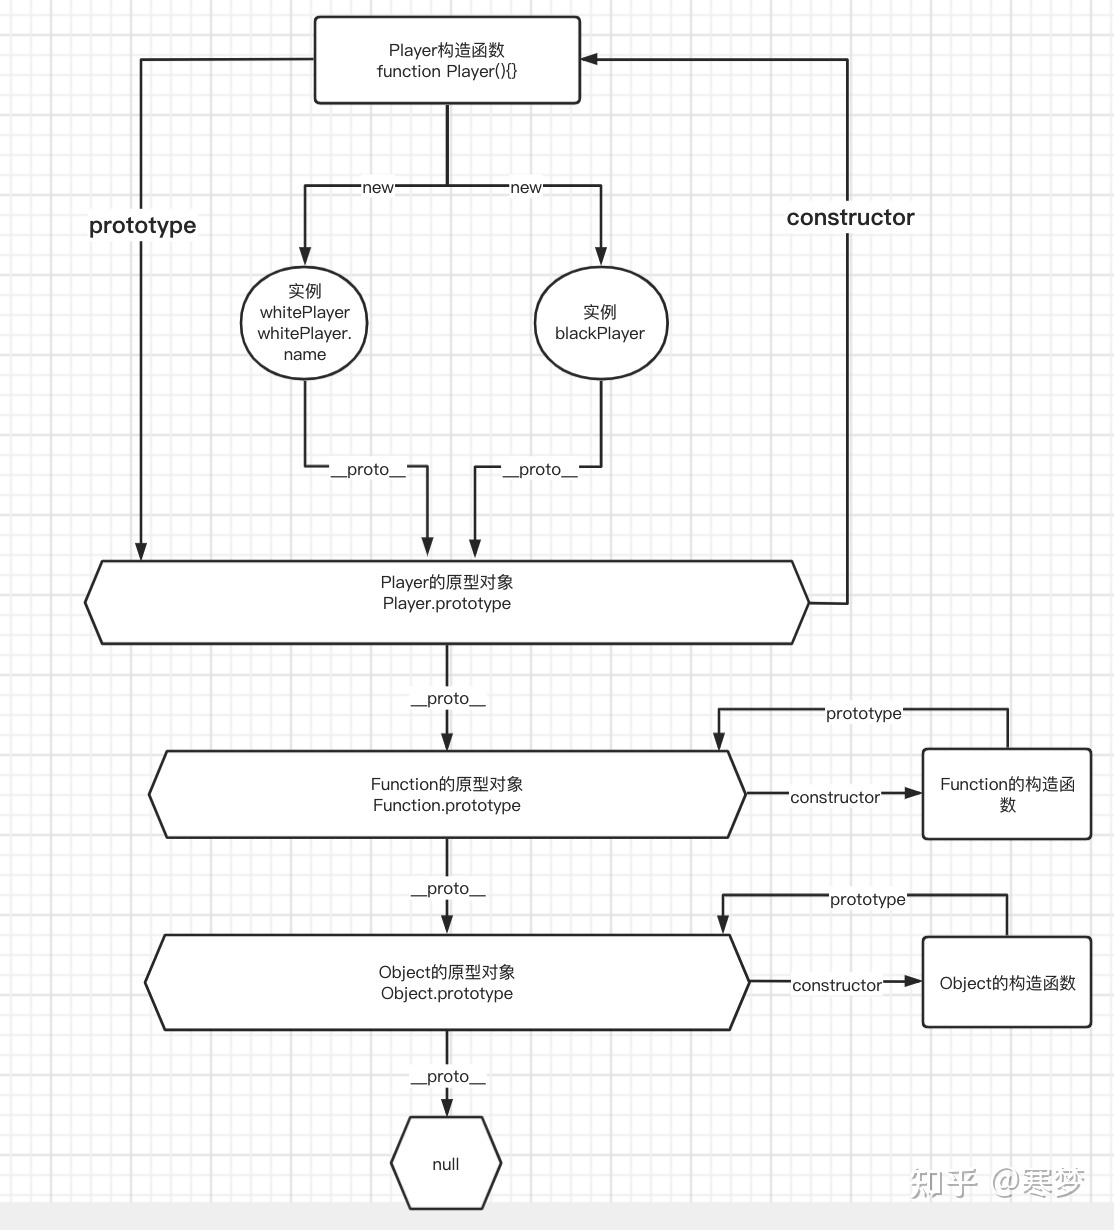 Player构造函数
function Player(){}
new
new
prototype
constructor
实例
whitePlayer
whitePlayer.
name
实例
blackPlayer
__proto__
__proto__
Player的原型对象
Player.prototype
__proto__
prototype
Function的原型对象
Function.prototype
constructor
Function的构造函
数
__proto__
prototype
Object的原型对象
Object.prototype
constructor
Object的构造函数
__proto__
null
知乎 @寒梦